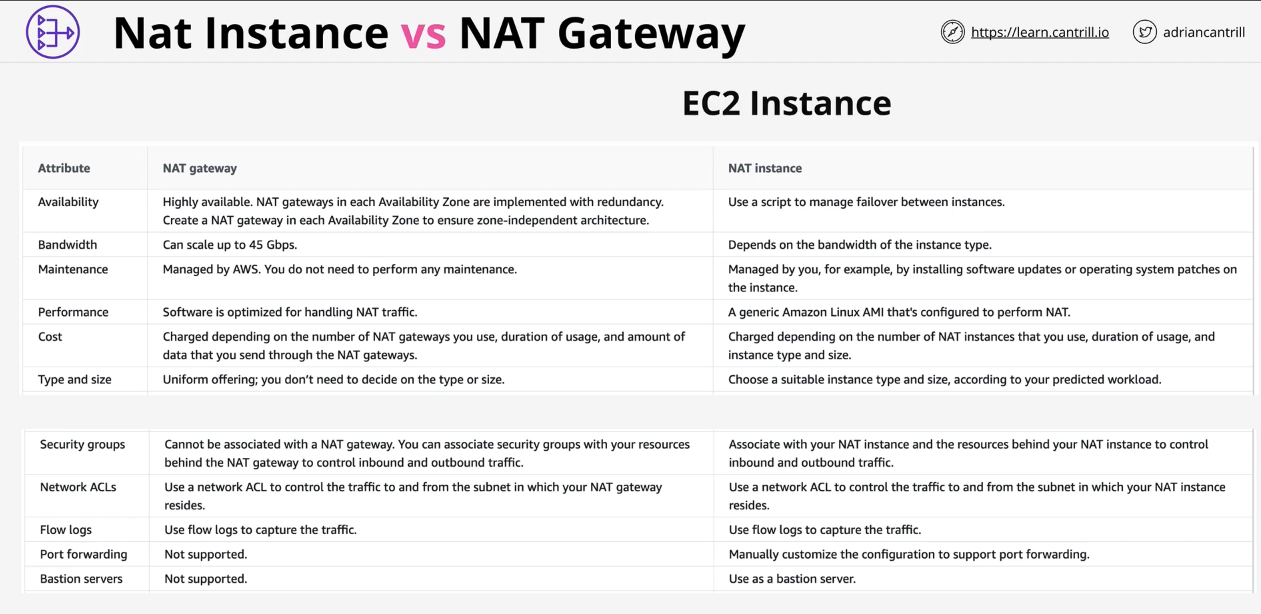 Nat Instance vs NAT Gateway
https://learn.cantrill.io
adriancantrill
EC2 Instance
Attribute
NAT gateway
NAT instance
Availability
Highly available. NAT gateways in each Availability Zone are implemented with redundancy.
Create a NAT gateway in each Availability Zone to ensure zone-independent architecture.
Use a script to manage failover between instances.
Bandwidth
Can scale up to 45 Gbps.
Depends on the bandwidth of the instance type.
Maintenance
Managed by AWS. You do not need to perform any maintenance.
Managed by you, for example, by installing software updates or operating system patches on
the instance.
Performance
Software is optimized for handling NAT traffic.
A generic Amazon Linux AMI that's configured to perform NAT.
Cost
Charged depending on the number of NAT gateways you use, duration of usage, and amount of
data that you send through the NAT gateways.
Charged depending on the number of NAT instances that you use, duration of usage, and
instance type and size.
Type and size
Uniform offering; you don't need to decide on the type or size.
Choose a suitable instance type and size, according to your predicted workload.
Security groups
Cannot be associated with a NAT gateway. You can associate security groups with your resources
behind the NAT gateway to control inbound and outbound traffic.
Associate with your NAT instance and the resources behind your NAT instance to control
inbound and outbound traffic.
Network ACLs
Use a network ACL to control the traffic to and from the subnet in which your NAT gateway
resides.
Use a network ACL to control the traffic to and from the subnet in which your NAT instance
resides.
Flow logs
Use flow logs to capture the traffic.
Use flow logs to capture the traffic.
Port forwarding
Not supported.
Manually customize the configuration to support port forwarding.
Bastion servers
Not supported.
Use as a bastion server.